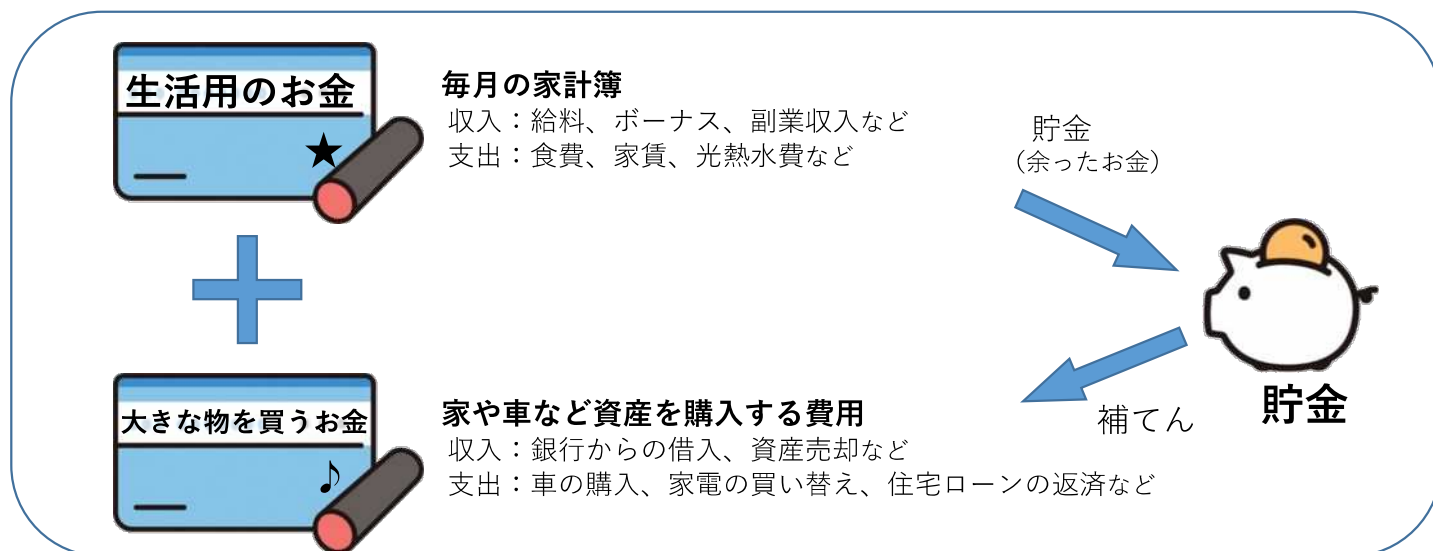 生活用のお金
★
毎月の家計簿
収入：給料、ボーナス、副業収入など
支出：食費、家賃、光熱水費など
貯金
（余ったお金）
大きな物を買うお金
♪
家や車など資産を購入する費用
収入：銀行からの借入、資産売却など
支出：車の購入、家電の買い替え、住宅ローンの返済など
補てん
貯金